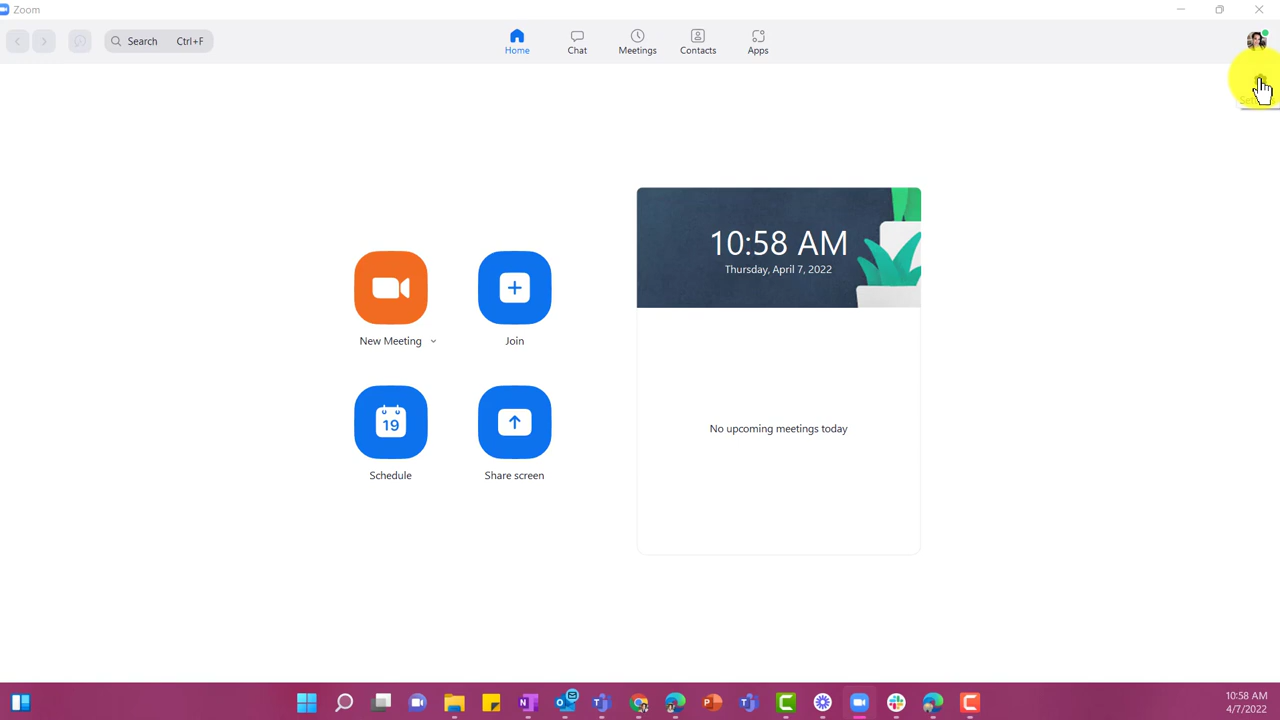 Zoom
Search Ctrl+F
Home
Chat
Meetings
Contacts
Apps
10:58 AM
Thursday, April 7, 2022
New Meeting
Join
19
Schedule
Share screen
No upcoming meetings today
10:58 AM
4/7/2022